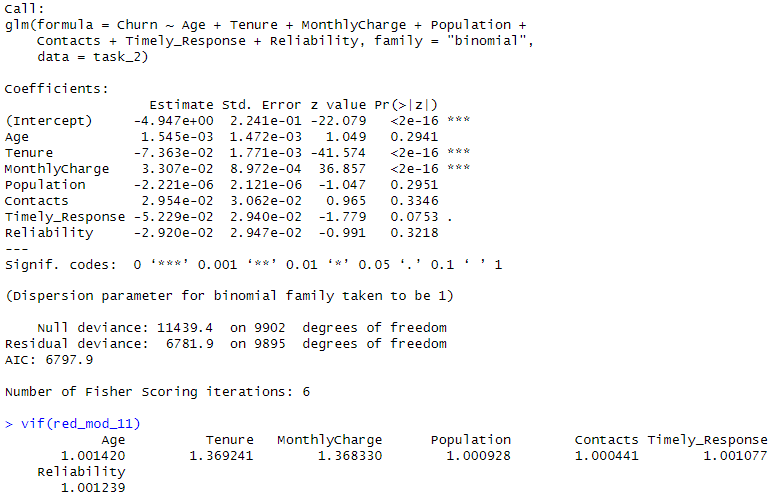 Call:
glm(formula = Churn ~ Age + Tenure + MonthlyCharge + Population +
    Contacts + Timely_Response + Reliability, family = "binomial",
    data = task_2)

Coefficients:
                  Estimate Std. Error z value Pr(>|z|)
(Intercept)     -4.947e+00  2.241e-01 -22.079   <2e-16 ***
Age              1.545e-03  1.472e-03   1.049   0.2941
Tenure          -7.363e-02  1.771e-03 -41.574   <2e-16 ***
MonthlyCharge    3.307e-02  8.972e-04  36.857   <2e-16 ***
Population      -2.221e-06  2.121e-06  -1.047   0.2951
Contacts         2.954e-02  3.062e-02   0.965   0.3346
Timely_Response -5.229e-02  2.940e-02  -1.779   0.0753 .
Reliability     -2.920e-02  2.947e-02  -0.991   0.3218
---
Signif. codes:  0 ‘***’ 0.001 ‘**’ 0.01 ‘*’ 0.05 ‘.’ 0.1 ‘ ’ 1

(Dispersion parameter for binomial family taken to be 1)

    Null deviance: 11439.4  on 9902  degrees of freedom
Residual deviance:  6781.9  on 9895  degrees of freedom
AIC: 6797.9

Number of Fisher Scoring iterations: 6

> vif(red_mod_11)
            Age          Tenure   MonthlyCharge      Population        Contacts Timely_Response
       1.001420        1.369241        1.368330        1.000928        1.000441        1.001077
    Reliability
       1.001239